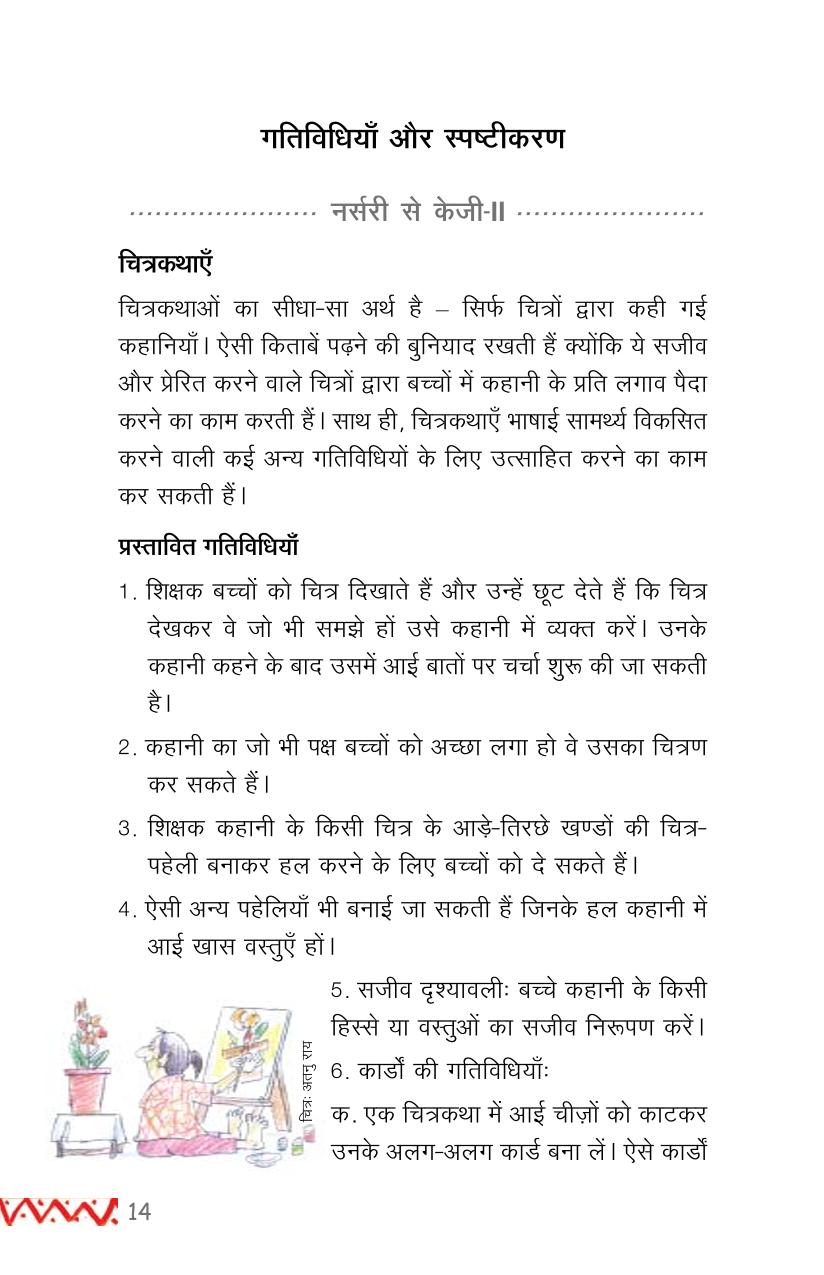 गतिविधियाँ और स्पष्टीकरण
...................... नर्सरी से केजी-II ......................
चित्रकथाएँ
चित्रकथाओं का सीधा-सा अर्थ है – सिर्फ चित्रों द्वारा कही गई
कहानियाँ। ऐसी किताबें पढ़ने की बुनियाद रखती हैं क्योंकि ये सजीव
और प्रेरित करने वाले चित्रों द्वारा बच्चों में कहानी के प्रति लगाव पैदा
करने का काम करती हैं। साथ ही, चित्रकथाएँ भाषाई सामर्थ्य विकसित
करने वाली कई अन्य गतिविधियों के लिए उत्साहित करने का काम
कर सकती हैं।
प्रस्तावित गतिविधियाँ
1. शिक्षक बच्चों को चित्र दिखाते हैं और उन्हें छूट देते हैं कि चित्र
देखकर वे जो भी समझे हों उसे कहानी में व्यक्त करें। उनके
कहानी कहने के बाद उसमें आई बातों पर चर्चा शुरू की जा सकती
है।
2. कहानी का जो भी पक्ष बच्चों को अच्छा लगा हो वे उसका चित्रण
कर सकते हैं।
3. शिक्षक कहानी के किसी चित्र के आड़े-तिरछे खण्डों की चित्र-
पहेली बनाकर हल करने के लिए बच्चों को दे सकते हैं।
4. ऐसी अन्य पहेलियाँ भी बनाई जा सकती हैं जिनके हल कहानी में
आई खास वस्तुएँ हों।
5. सजीव दृश्यावलीः बच्चे कहानी के किसी
हिस्से या वस्तुओं का सजीव निरूपण करें।
6. कार्डों की गतिविधियाँः
क. एक चित्रकथा में आई चीज़ों को काटकर
उनके अलग-अलग कार्ड बना लें। ऐसे कार्डों
चित्रः अतनु राय
14